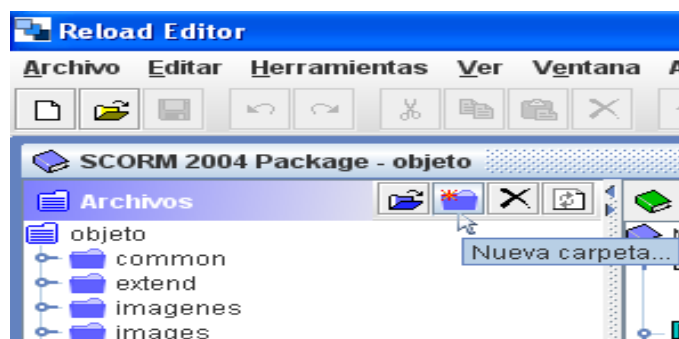 Reload Editor
Archivo Editar Herramientas Ver Ventana
SCORM 2004 Package - objeto
Archivos
objeto
Nueva carpeta...
common
extend
imagenes
images